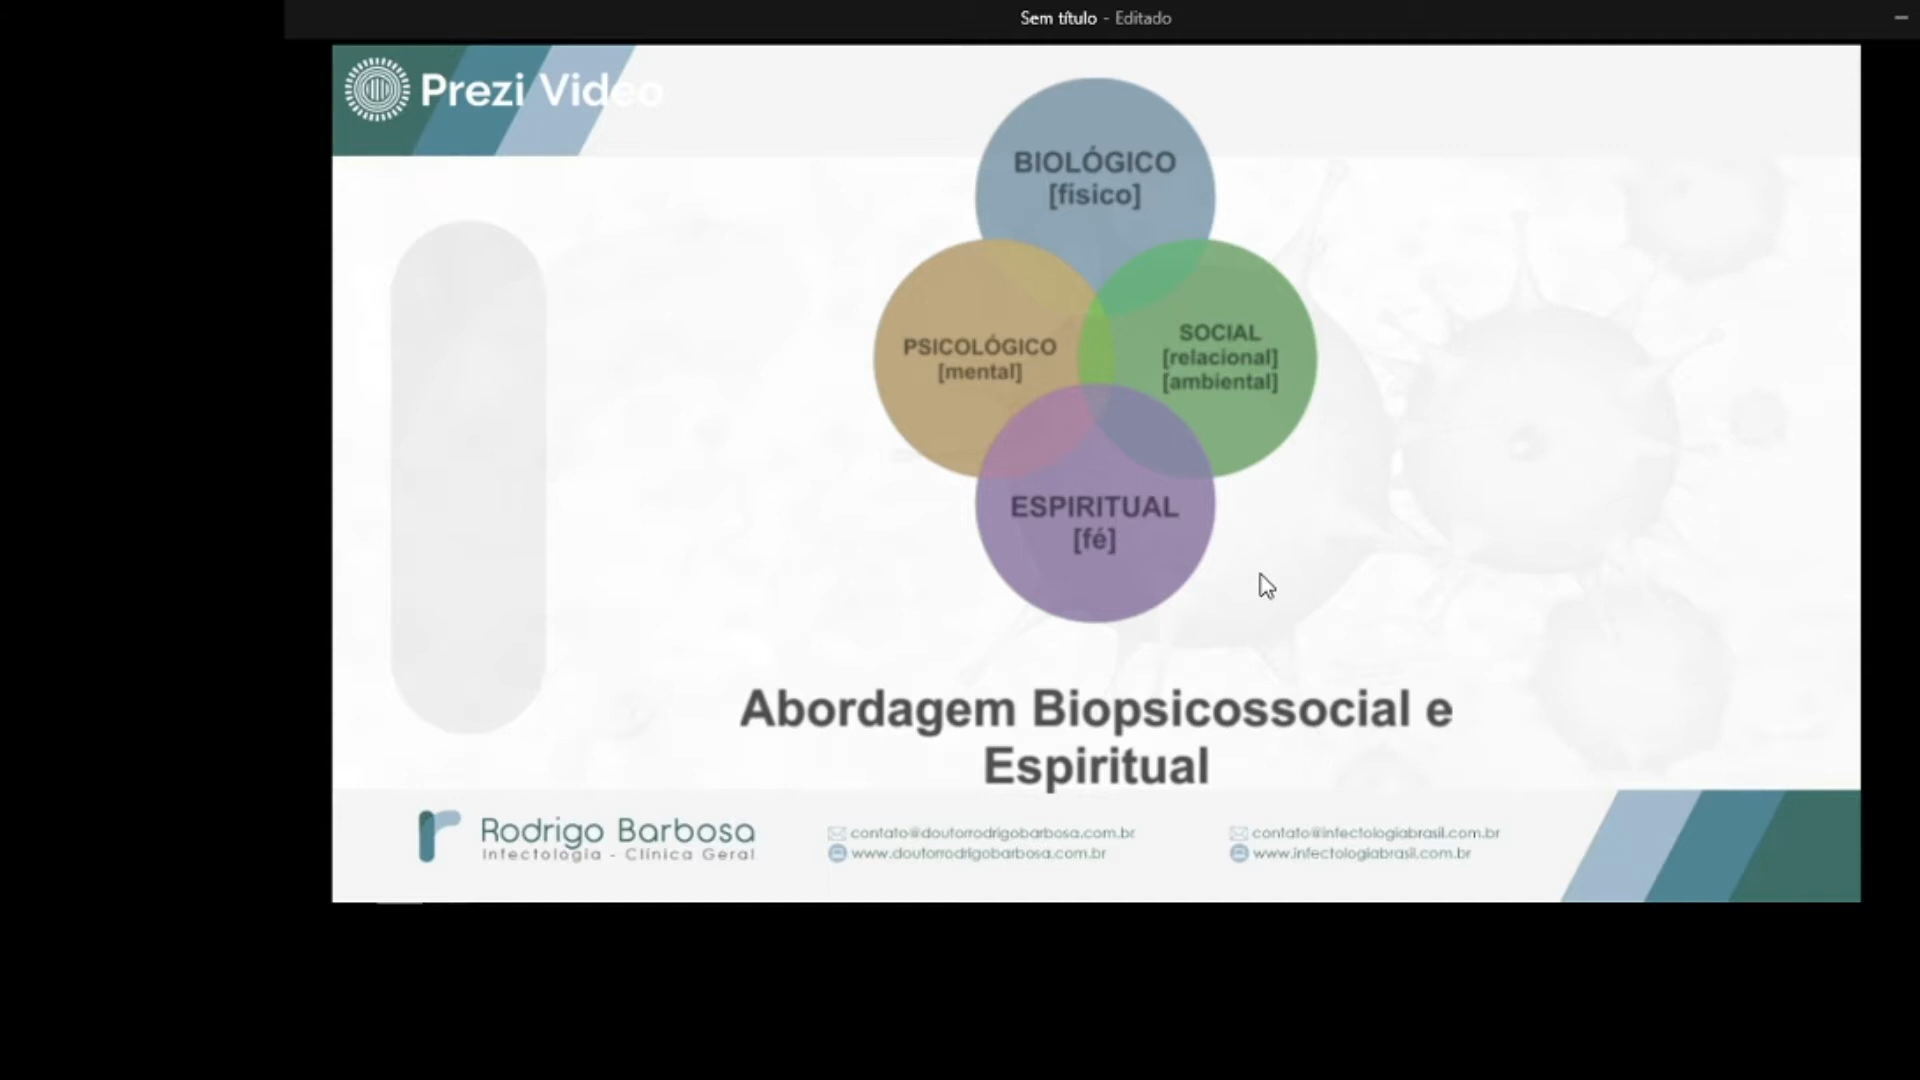 Sem título - Editado
Prezi Video
BIOLÓGICO
[físico]
PSICOLÓGICO
[mental]
SOCIAL
[relacional]
[ambiental]
ESPIRITUAL
[fé]
Abordagem Biopsicossocial e
Espiritual
Rodrigo Barbosa
Infectologia - Clínica Geral
contato@doutorrodrigobarbosa.com.br
www.doutorrodrigobarbosa.com.br
contato@infectologiabrasil.com.br
www.infectologiabrasil.com.br